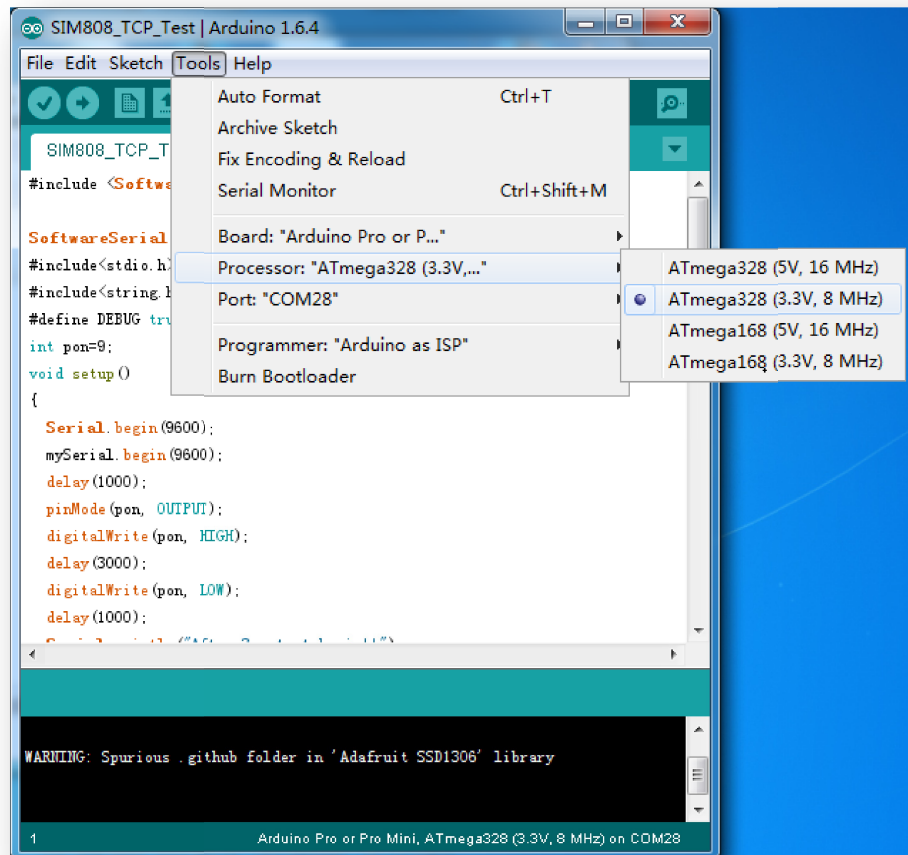 SIM808_TCP_Test | Arduino 1.6.4
File Edit Sketch Tools Help
Auto Format Ctrl+T
Archive Sketch
SIM808_TCP_T
Fix Encoding & Reload
Serial Monitor Ctrl+Shift+M
Board: "Arduino Pro or P..."
Processor: "ATmega328 (3.3V,..."
Port: "COM28"
Programmer: "Arduino as ISP"
Burn Bootloader
ATmega328 (5V, 16 MHz)
ATmega328 (3.3V, 8 MHz)
ATmega168 (5V, 16 MHz)
ATmega168 (3.3V, 8 MHz)
#include <Softwa
SoftwareSerial
#include<stdio.h
#include<string.h
#define DEBUG tru
int pon=9;
void setup()
{
Serial.begin(9600);
mySerial.begin(9600);
delay(1000);
pinMode(pon, OUTPUT);
digitalWrite(pon, HIGH);
delay(3000);
digitalWrite(pon, LOW);
delay(1000);
WARNING: Spurious .github folder in 'Adafruit SSD1306' library
1 Arduino Pro or Pro Mini, ATmega328 (3.3V, 8 MHz) on COM28